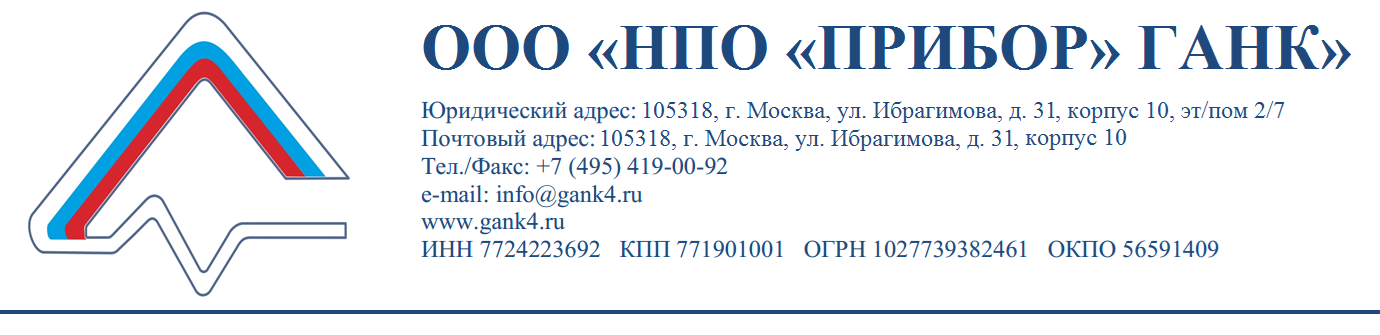 ООО «НПО «ПРИБОР» ГАНК»
Юридический адрес: 105318, г. Москва, ул. Ибрагимова, д. 31, корпус 10, эт/пом 2/7
Почтовый адрес: 105318, г. Москва, ул. Ибрагимова, д. 31, корпус 10
Тел./Факс: +7 (495) 419-00-92
e-mail: info@gank4.ru
www.gank4.ru
ИНН 7724223692 КПП 771901001 ОГРН 1027739382461 ОКПО 56591409